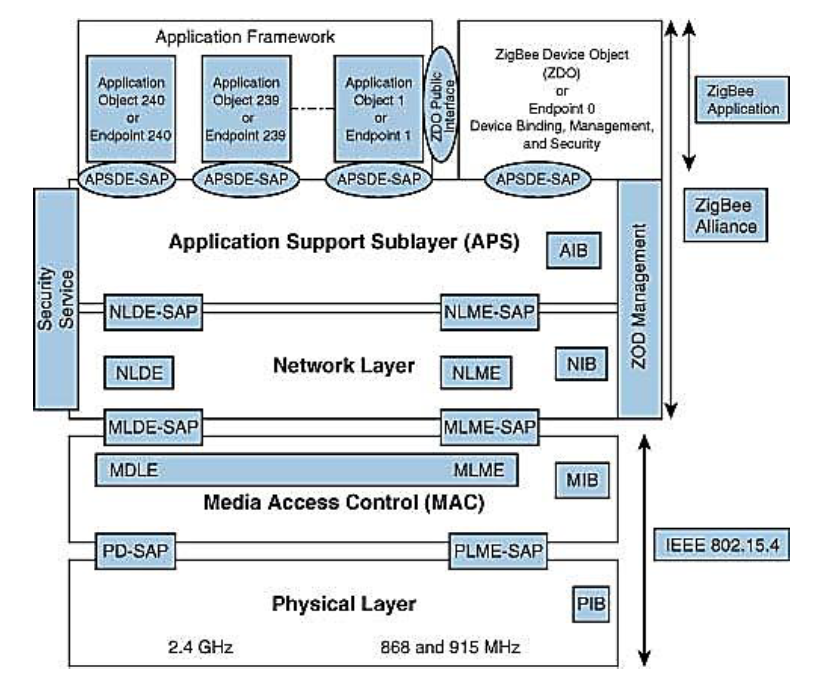 Application Framework
Application
Object 240
or
Endpoint 240
Application
Object 239
or
Endpoint 239
Application
Object 1
or
Endpoint 1
ZDO Public
Interface
ZigBee Device Object
(ZDO)
or
Endpoint 0
Device Binding, Management,
and Security
ZigBee
Application
APSDE-SAP
APSDE-SAP
APSDE-SAP
APSDE-SAP
ZigBee
Alliance
Security
Service
Application Support Sublayer (APS)
AIB
ZOD Management
NLDE-SAP
NLME-SAP
Network Layer
NLDE
NLME
NIB
MLDE-SAP
MLME-SAP
MDLE
MLME
MIB
Media Access Control (MAC)
PD-SAP
PLME-SAP
IEEE 802.15.4
Physical Layer
PIB
2.4 GHz
868 and 915 MHz